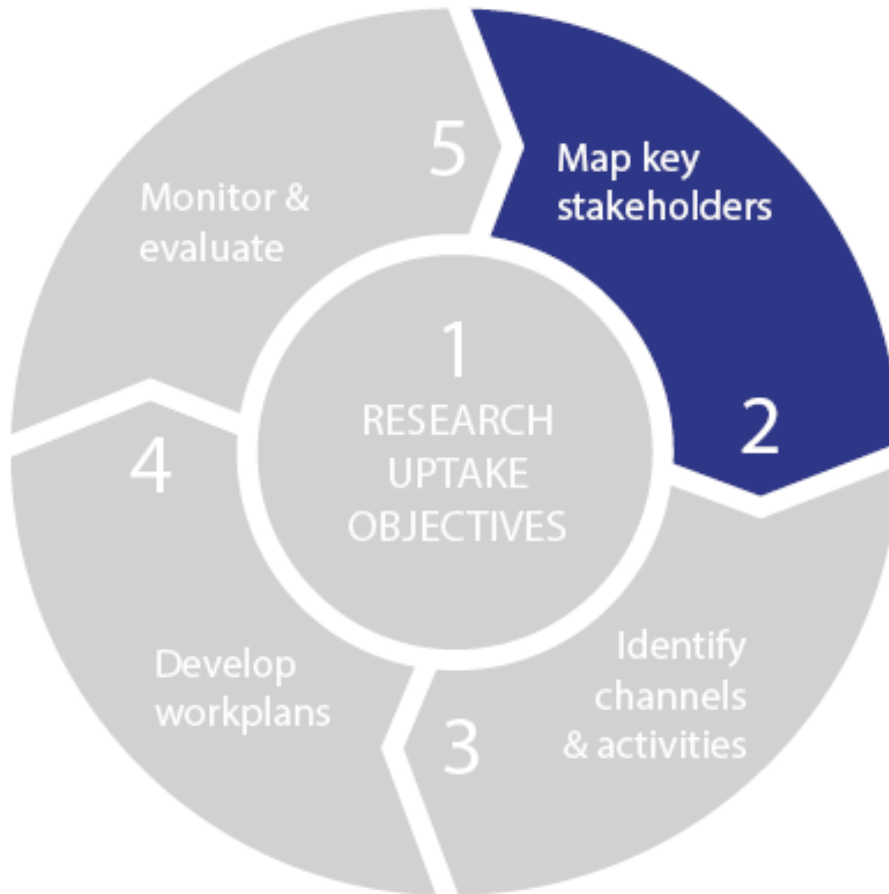 1
RESEARCH
UPTAKE
OBJECTIVES
Map key
stakeholders
2
Identify
channels
& activities
3
Develop
workplans
4
Monitor &
evaluate
5